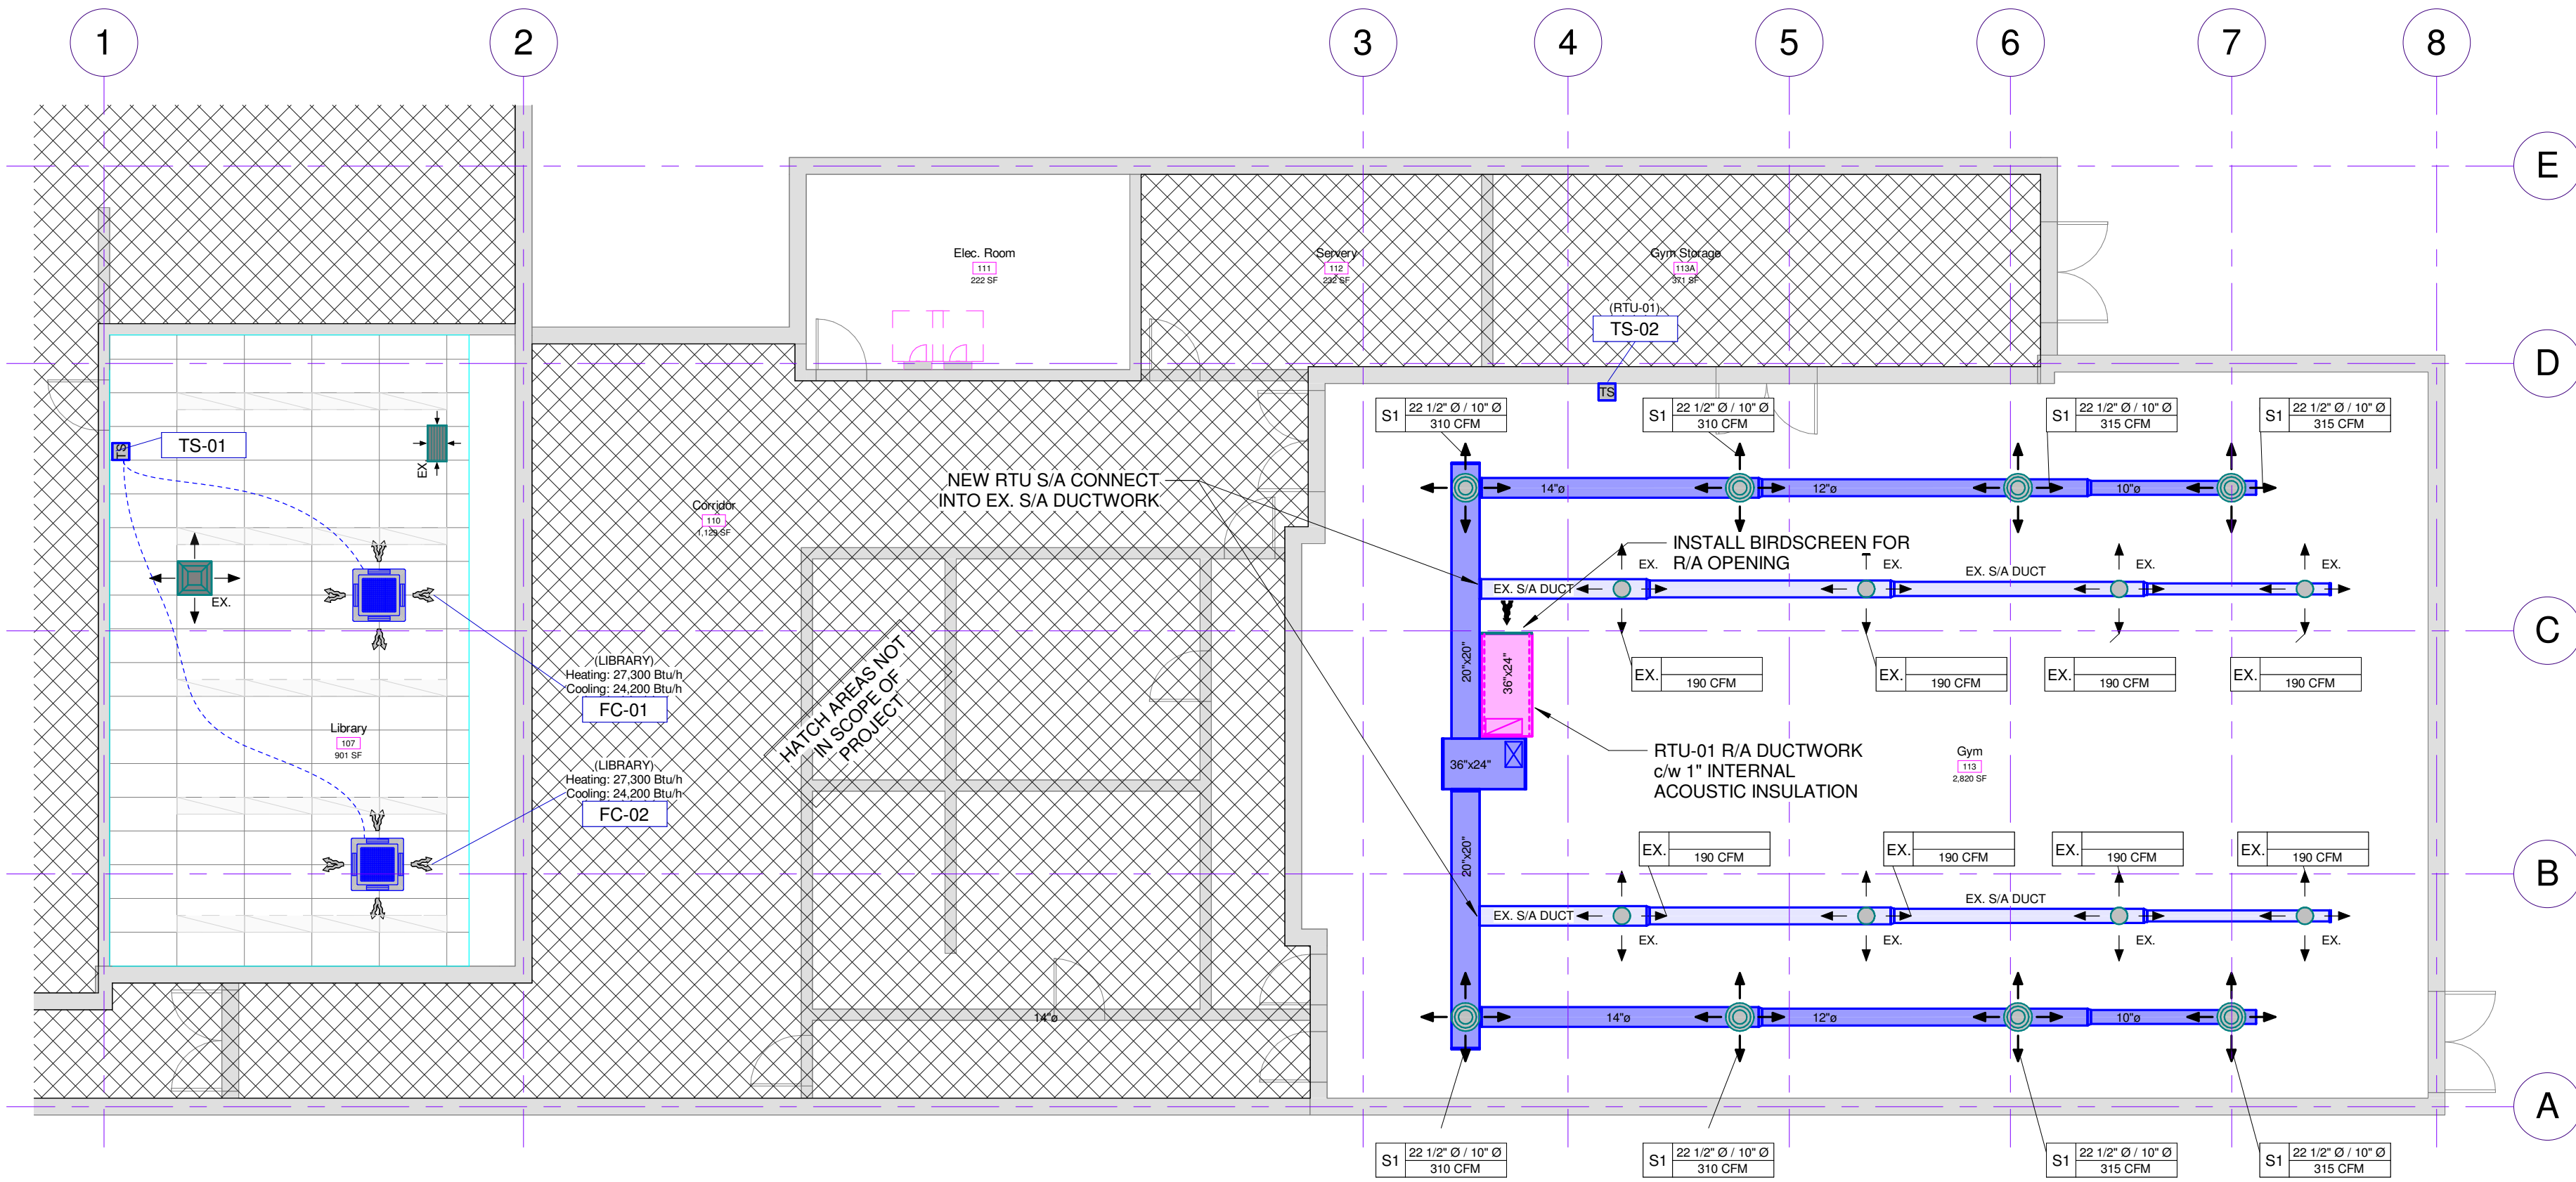 1
2
3
4
5
6
7
8
E
D
C
B
A
Elec. Room
111
222 SF
Servery
112
232 SF
Gym Storage
113A
371 SF
(RTU-01)
TS-02
TS
TS
TS-01
EX.
EX.
Corridor
110
1,129 SF
NEW RTU S/A CONNECT
INTO EX. S/A DUCTWORK
S1
22 1/2" Ø / 10" Ø
310 CFM
S1
22 1/2" Ø / 10" Ø
310 CFM
S1
22 1/2" Ø / 10" Ø
315 CFM
S1
22 1/2" Ø / 10" Ø
315 CFM
14"ø
12"ø
10"ø
INSTALL BIRDSCREEN FOR
R/A OPENING
EX.
EX.
EX.
EX.
EX. S/A DUCT
EX. S/A DUCT
20"x20"
36"x24"
EX.
190 CFM
EX.
190 CFM
EX.
190 CFM
EX.
190 CFM
(LIBRARY)
Heating: 27,300 Btu/h
Cooling: 24,200 Btu/h
FC-01
HATCH AREAS NOT
IN SCOPE OF
PROJECT
Library
107
901 SF
(LIBRARY)
Heating: 27,300 Btu/h
Cooling: 24,200 Btu/h
FC-02
36"x24"
RTU-01 R/A DUCTWORK
c/w 1" INTERNAL
ACOUSTIC INSULATION
Gym
113
2,820 SF
20"x20"
EX.
190 CFM
EX.
190 CFM
EX.
190 CFM
EX.
190 CFM
EX. S/A DUCT
EX. S/A DUCT
EX.
EX.
EX.
EX.
14"ø
14"ø
12"ø
10"ø
S1
22 1/2" Ø / 10" Ø
310 CFM
S1
22 1/2" Ø / 10" Ø
310 CFM
S1
22 1/2" Ø / 10" Ø
315 CFM
S1
22 1/2" Ø / 10" Ø
315 CFM